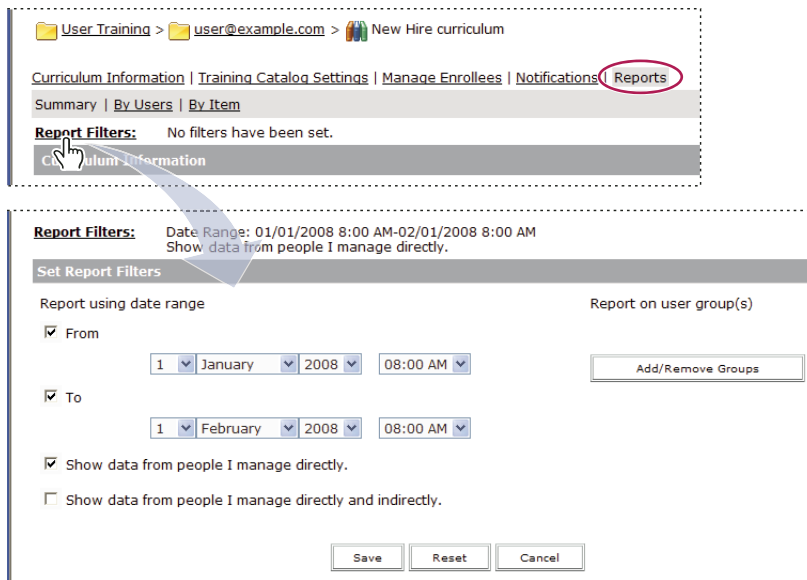 User Training > user@example.com > New Hire curriculum
Curriculum Information | Training Catalog Settings | Manage Enrollees | Notifications | Reports
Summary | By Users | By Item
Report Filters: No filters have been set.
Curriculum Information
Report Filters: Date Range: 01/01/2008 8:00 AM-02/01/2008 8:00 AM
Show data from people I manage directly.
Set Report Filters
Report using date range Report on user group(s)
From
1 January 2008 08:00 AM Add/Remove Groups
To
1 February 2008 08:00 AM
Show data from people I manage directly.
Show data from people I manage directly and indirectly.
Save Reset Cancel